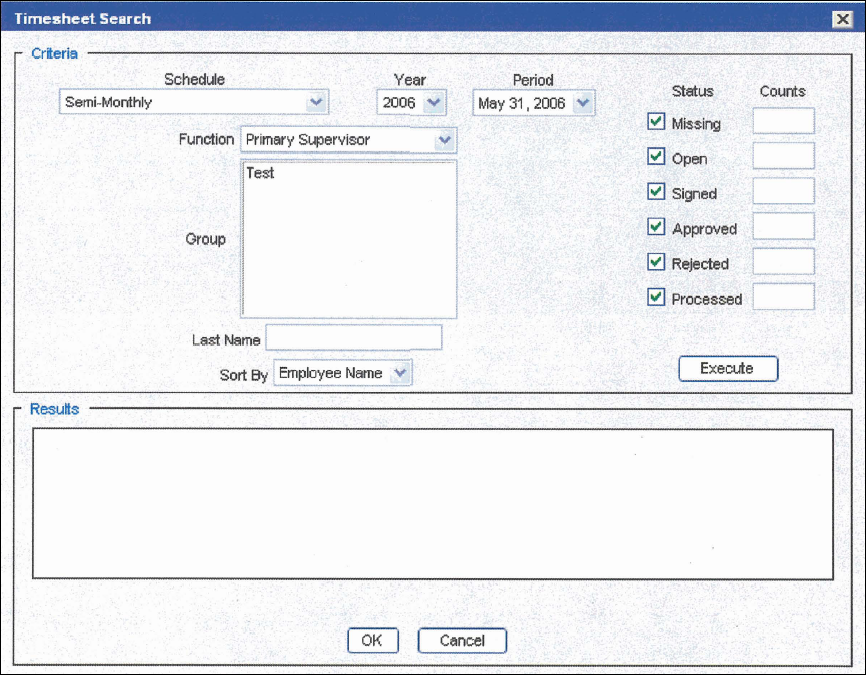 Timesheet Search
Criteria
Schedule Year Period
Semi-Monthly 2006 May 31, 2006
Status Counts
Missing
Function Primary Supervisor
Open
Test
Signed
Group
Approved
Rejected
Processed
Last Name
Sort By Employee Name
Execute
Results
OK Cancel